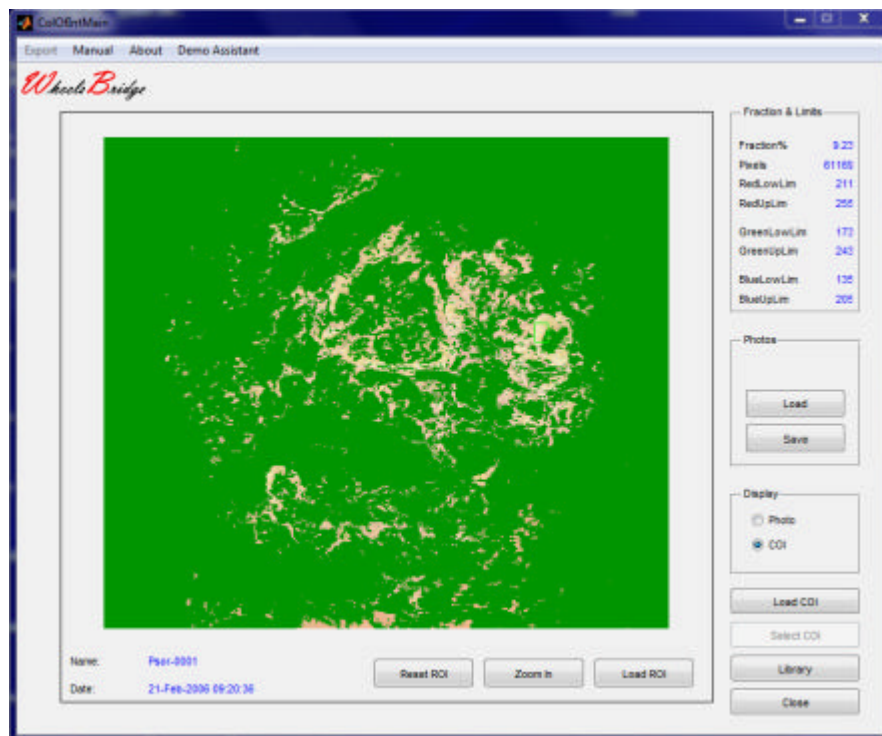 ColOfIntMain
Export Manual About Demo Assistant
Wheels Bridge
Fraction & Limits
Fraction% 9.23
Pixels 61169
RedLowLim 211
RedUpLim 255
GreenLowLim 173
GreenUpLim 243
BlueLowLim 135
BlueUpLim 205
Photos
Load
Save
Display
Photo
COI
Load COI
Select COI
Library
Close
Name: Psor-0001
Date: 21-Feb-2006 09:20:36
Reset ROI Zoom In Load ROI